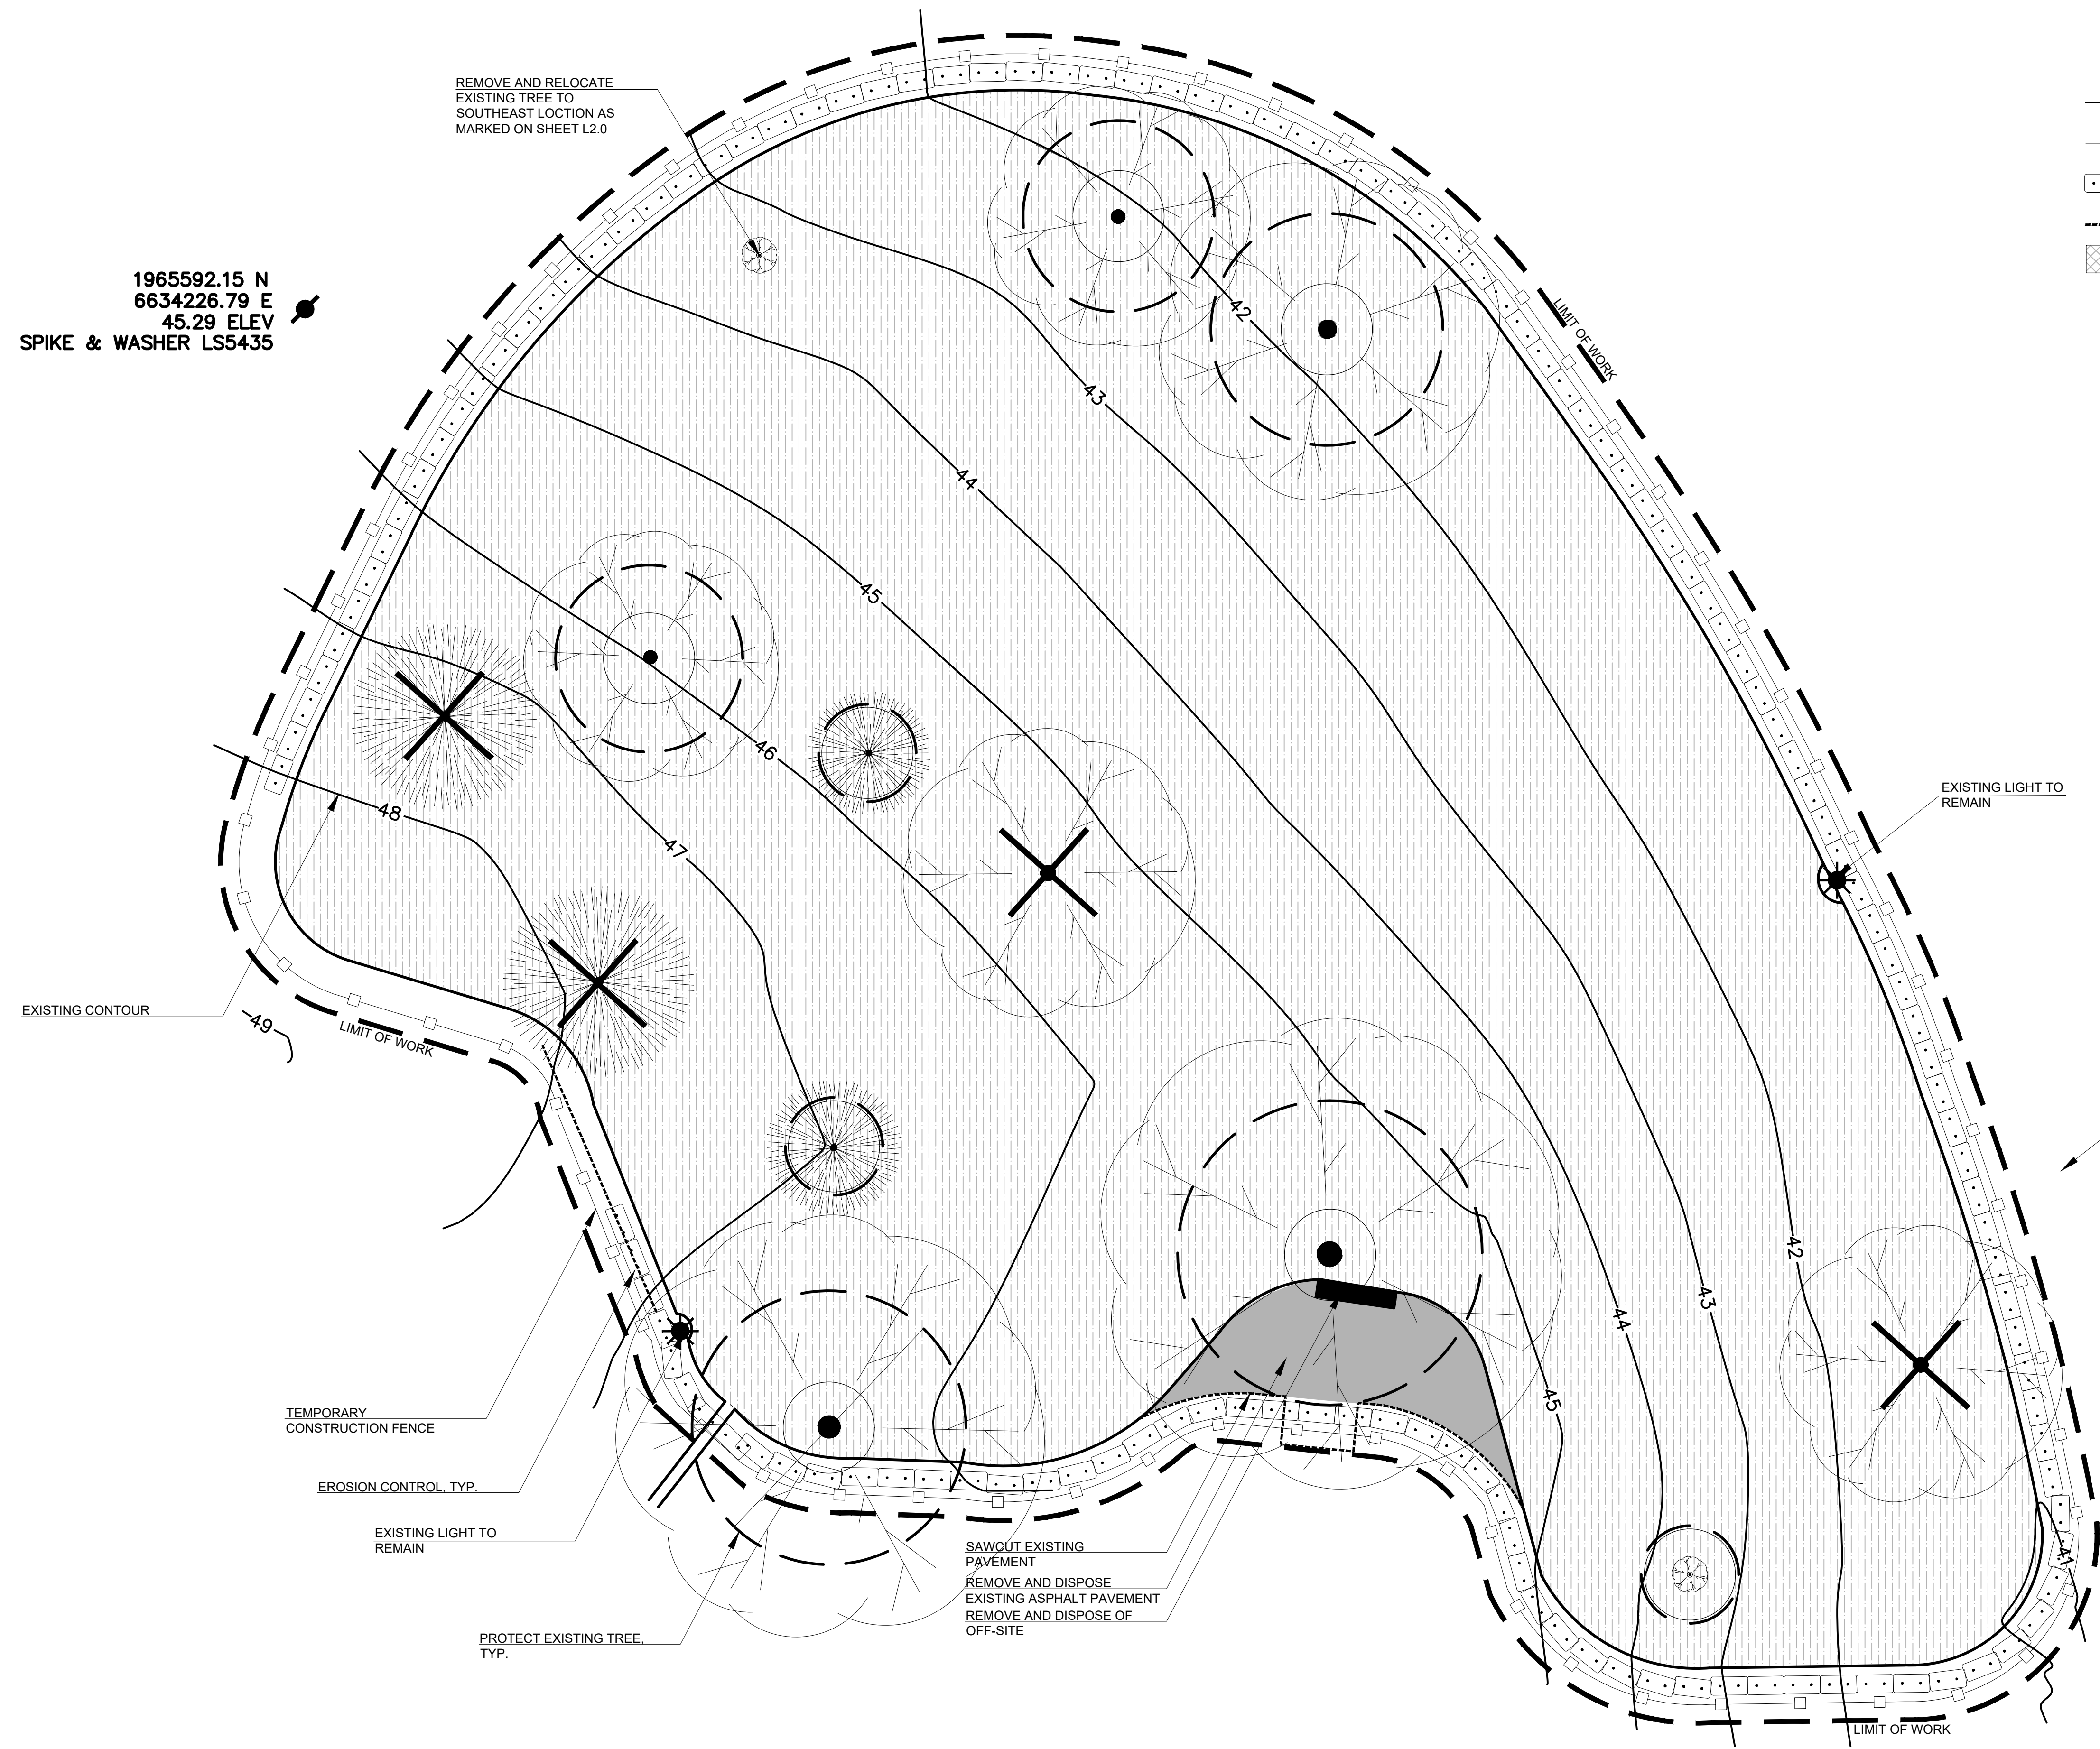 REMOVE AND RELOCATE
EXISTING TREE TO
SOUTHEAST LOCTION AS
MARKED ON SHEET L2.0
1965592.15 N
6634226.79 E
45.29 ELEV
SPIKE & WASHER LS5435
LIMIT OF WORK
42
43
44
45
46
47
48
49
EXISTING LIGHT TO
REMAIN
EXISTING CONTOUR
LIMIT OF WORK
42
43
44
45
41
TEMPORARY
CONSTRUCTION FENCE
EROSION CONTROL, TYP.
EXISTING LIGHT TO
REMAIN
PROTECT EXISTING TREE,
TYP.
SAWCUT EXISTING
PAVEMENT
REMOVE AND DISPOSE
EXISTING ASPHALT PAVEMENT
REMOVE AND DISPOSE OF
OFF-SITE
LIMIT OF WORK